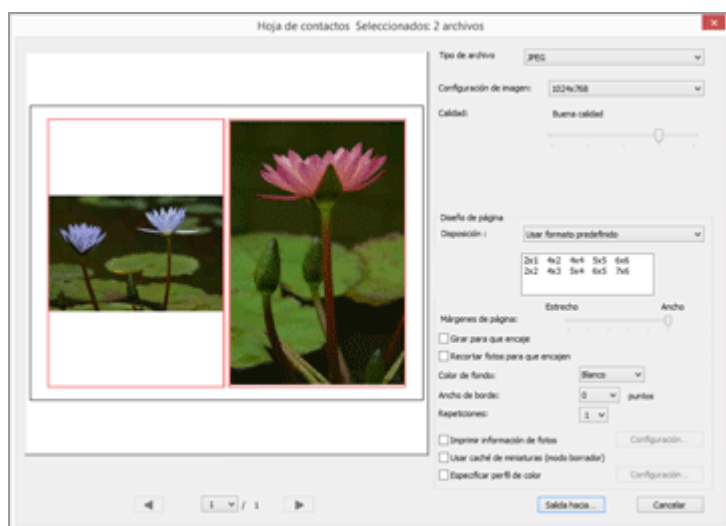 Hoja de contactos Seleccionados: 2 archivos
Tipo de archivo JPEG
Configuración de imagen: 1024x768
Calidad: Buena calidad
Diseño de página
Disposición : Usar formato predefinido
2x1 4x2 4x4 5x5 6x6
2x2 4x3 5x4 6x5 7x6
Estrecho Ancho
Márgenes de página:
Girar para que encaje
Recortar fotos para que encajen
Color de fondo: Blanco
Ancho de borde: 0 puntos
Repeticiones: 1
Imprimir información de fotos Configuración...
Usar caché de miniaturas (modo borrador)
Especificar perfil de color Configuración...
1 / 1 Salida hacia... Cancelar